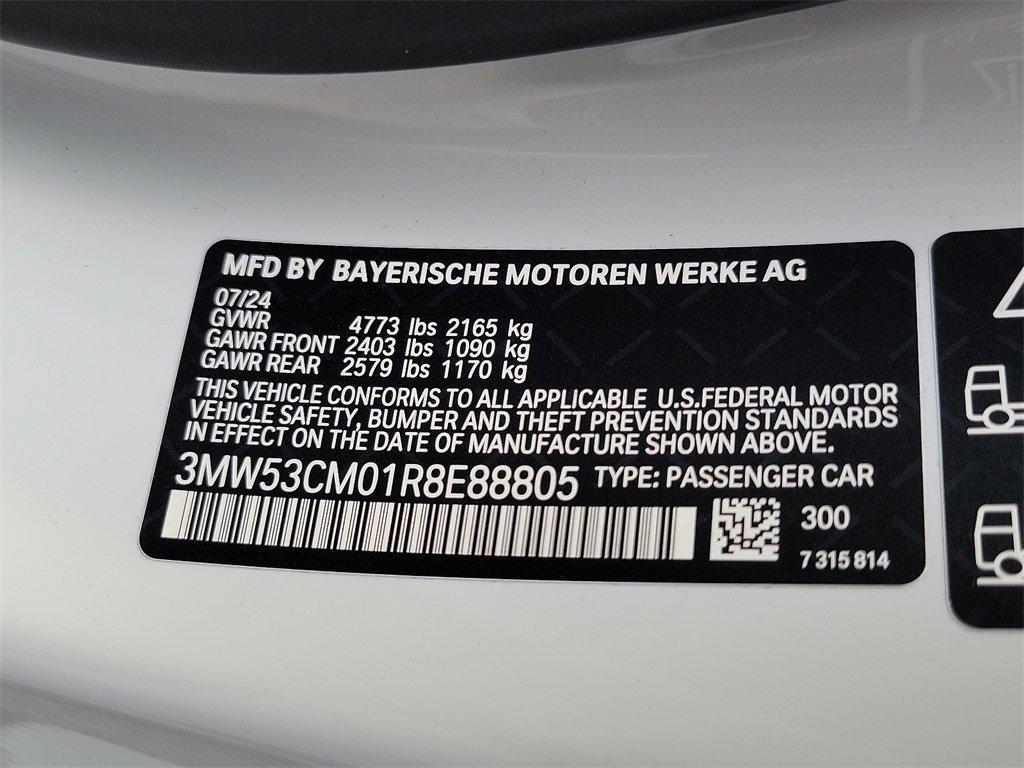 MFD BY BAYERISCHE MOTOREN WERKE AG
07/24
GVWR 4773 lbs 2165 kg
GAWR FRONT 2403 lbs 1090 kg
GAWR REAR 2579 lbs 1170 kg
THIS VEHICLE CONFORMS TO ALL APPLICABLE U.S.FEDERAL MOTOR
VEHICLE SAFETY, BUMPER AND THEFT PREVENTION STANDARDS
IN EFFECT ON THE DATE OF MANUFACTURE SHOWN ABOVE.
3MW53CM01R8E88805 TYPE: PASSENGER CAR
300
7 315 814